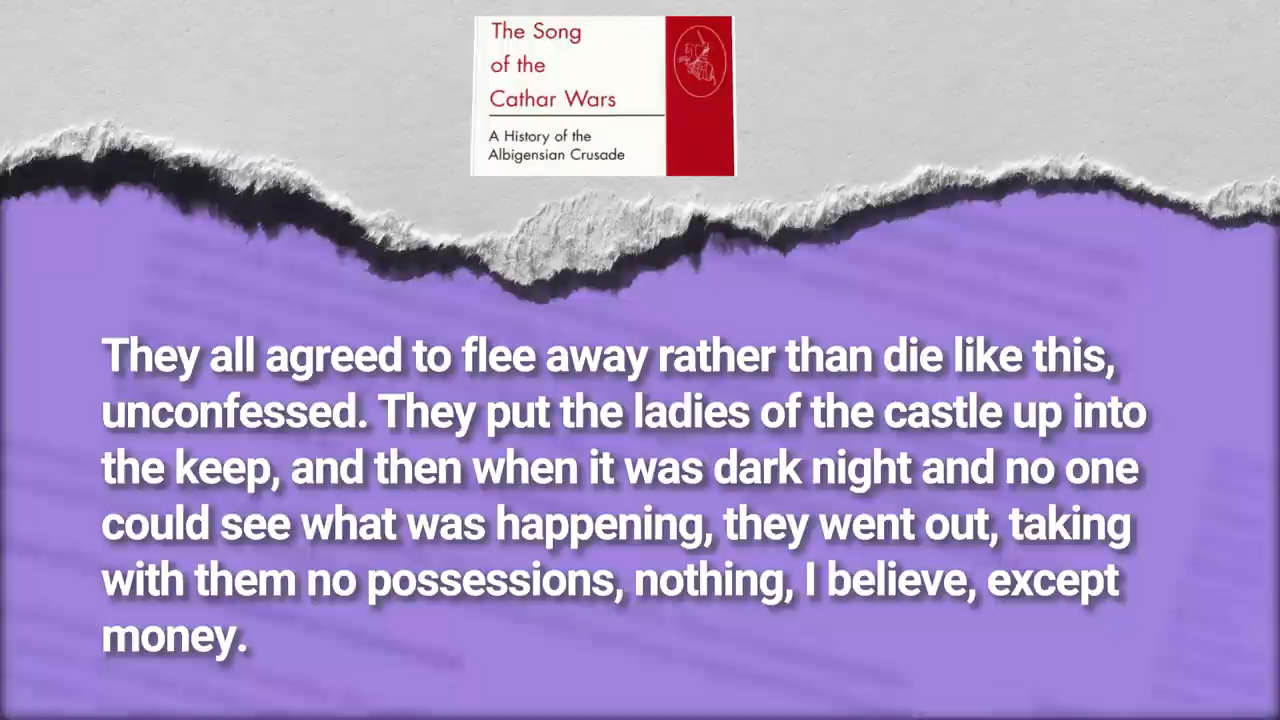 The Song
of the
Cathar Wars
A History of the
Albigensian Crusade
They all agreed to flee away rather than die like this,
unconfessed. They put the ladies of the castle up into
the keep, and then when it was dark night and no one
could see what was happening, they went out, taking
with them no possessions, nothing, I believe, except
money.